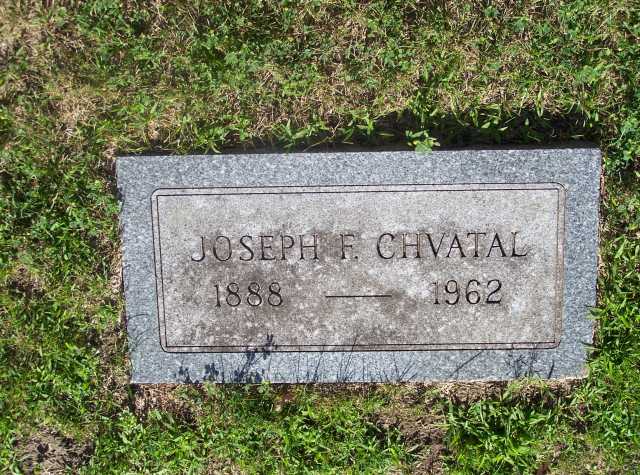 JOSEPH F. CHVATAL
1888 — 1962